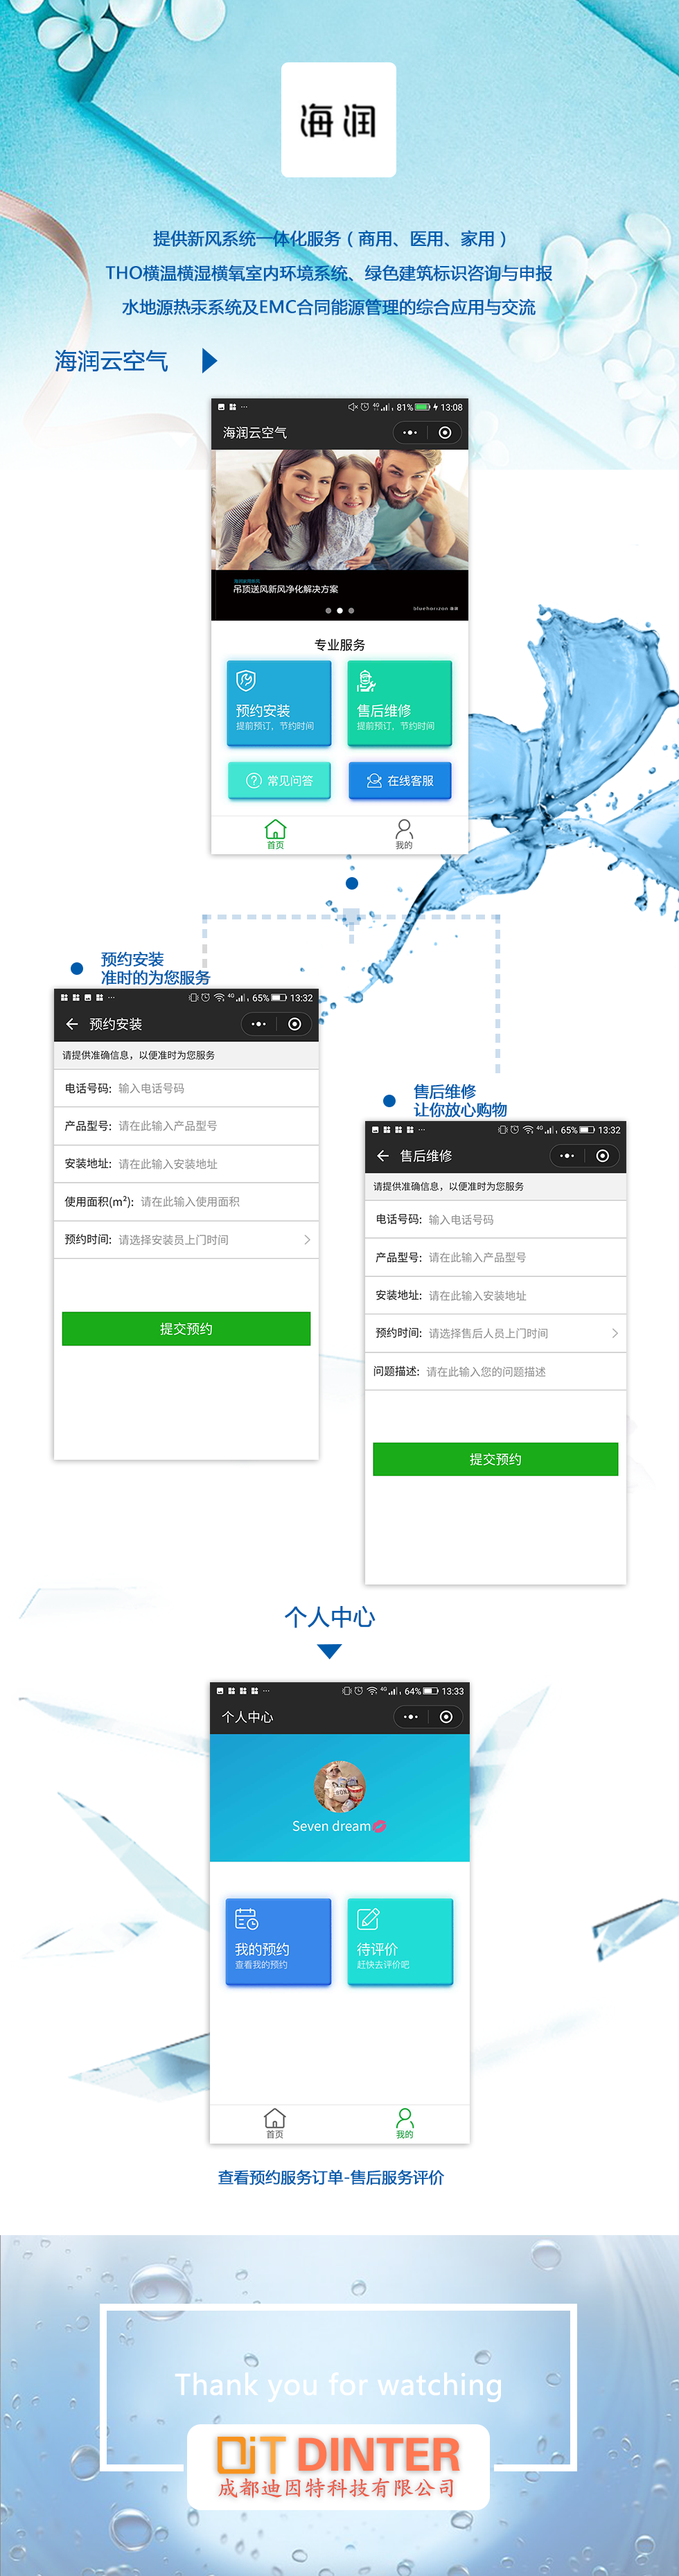 海润
提供新风系统一体化服务（商用、医用、家用）
THO横温横湿横氧室内环境系统、绿色建筑标识咨询与申报
水地源热汞系统及EMC合同能源管理的综合应用与交流
海润云空气
4G 81% 13:08
海润云空气
吊顶送风新风净化解决方案
bluehorizon 海润
专业服务
预约安装
提前预订，节约时间
售后维修
提前预订，节约时间
常见问答
在线客服
首页
我的
预约安装
准时的为您服务
4G 65% 13:32
预约安装
请提供准确信息，以便准时为您服务
电话号码: 输入电话号码
产品型号: 请在此输入产品型号
安装地址: 请在此输入安装地址
使用面积(m²): 请在此输入使用面积
预约时间: 请选择安装员上门时间
提交预约
售后维修
让你放心购物
4G 65% 13:32
售后维修
请提供准确信息，以便准时为您服务
电话号码: 输入电话号码
产品型号: 请在此输入产品型号
安装地址: 请在此输入安装地址
预约时间: 请选择售后人员上门时间
问题描述: 请在此输入您的问题描述
提交预约
个人中心
4G 64% 13:33
个人中心
Seven dream
我的预约
查看我的预约
待评价
赶快去评价吧
首页
我的
查看预约服务订单-售后服务评价
Thank you for watching
DiT DINTER
成都迪因特科技有限公司